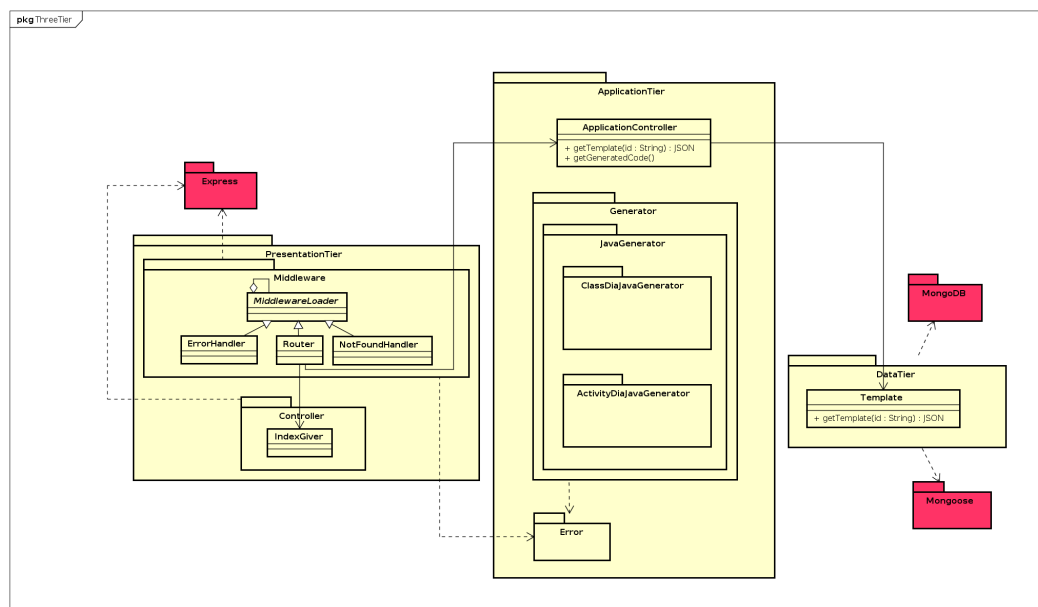 pkg ThreeTier
ApplicationTier
ApplicationController
+ getTemplate(id : String) : JSON
+ getGeneratedCode()
Express
Generator
JavaGenerator
PresentationTier
Middleware
MiddlewareLoader
ClassDiaJavaGenerator
MongoDB
ErrorHandler
Router
NotFoundHandler
DataTier
ActivityDiaJavaGenerator
Template
+ getTemplate(id : String) : JSON
Controller
IndexGiver
Mongoose
Error